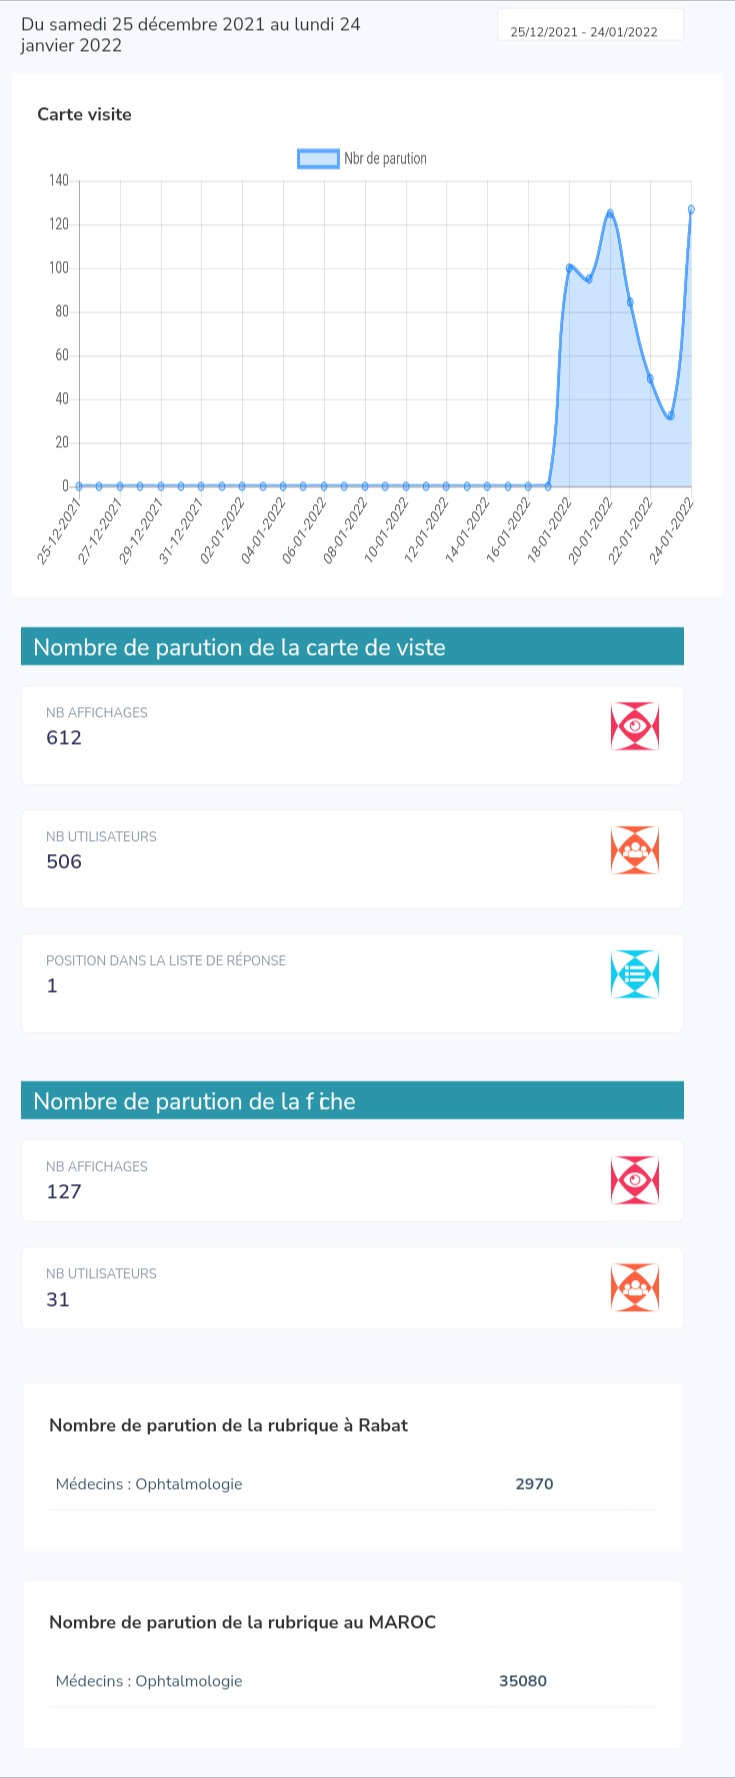 Du samedi 25 décembre 2021 au lundi 24
janvier 2022
25/12/2021 - 24/01/2022
Carte visite
Nbr de parution
140
120
100
80
60
40
20
0
25-12-2021
27-12-2021
29-12-2021
31-12-2021
02-01-2022
04-01-2022
06-01-2022
08-01-2022
10-01-2022
12-01-2022
14-01-2022
16-01-2022
18-01-2022
20-01-2022
22-01-2022
24-01-2022
Nombre de parution de la carte de viste
NB AFFICHAGES
612
NB UTILISATEURS
506
POSITION DANS LA LISTE DE RÉPONSE
1
Nombre de parution de la fiche
NB AFFICHAGES
127
NB UTILISATEURS
31
Nombre de parution de la rubrique à Rabat
Médecins : Ophtalmologie 2970
Nombre de parution de la rubrique au MAROC
Médecins : Ophtalmologie 35080